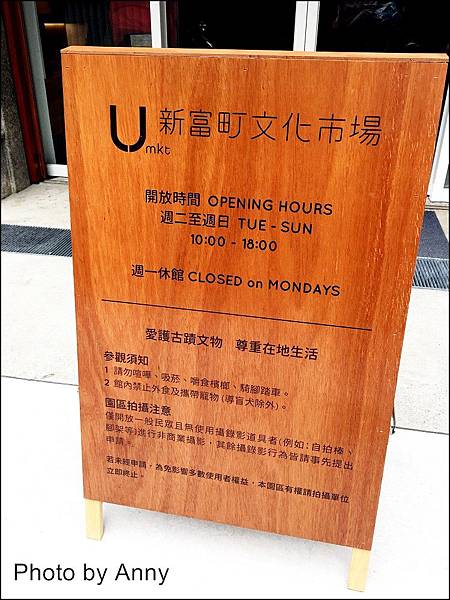 U mkt 新富町文化市場
開放時間 OPENING HOURS
週二至週日 TUE - SUN
10:00 - 18:00
週一休館 CLOSED on MONDAYS
愛護古蹟文物 尊重在地生活
參觀須知
1 請勿喧嘩、吸菸、嚼食檳榔、騎腳踏車。
2 館內禁止外食及攜帶寵物(導盲犬除外)。
園區拍攝注意
僅開放一般民眾且無使用攝錄影道具者(例如:自拍棒、
腳架等)進行非商業攝影,其餘攝錄影行為皆請事先提出
申請。
若未經申請,為免影響多數使用者權益,本園區有權請拍攝單位
立即終止。
Photo by Anny